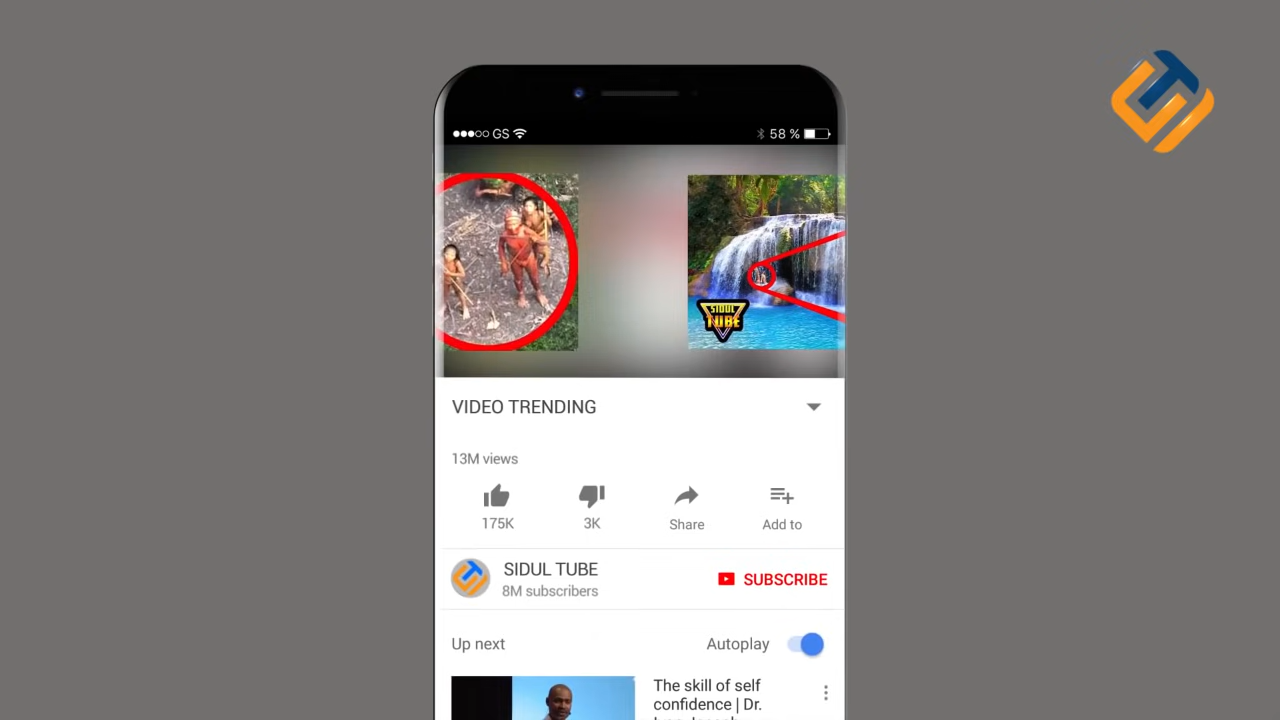 GS
58 %
SIDUL
TUBE
VIDEO TRENDING
13M views
175K
3K
Share
Add to
SIDUL TUBE
8M subscribers
SUBSCRIBE
Up next
Autoplay
The skill of self
confidence | Dr.